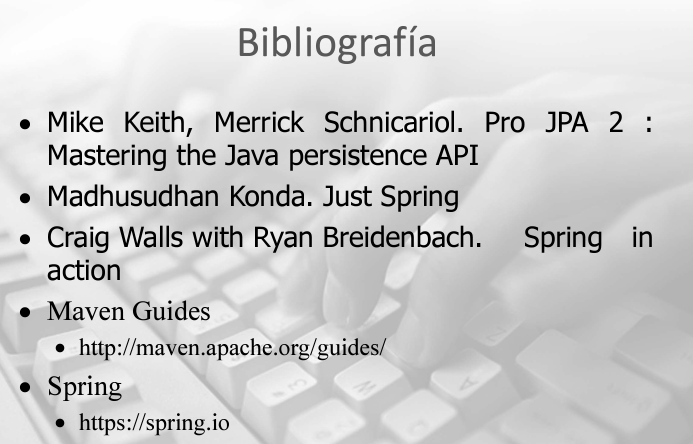 Bibliografía
• Mike Keith, Merrick Schnicariol. Pro JPA 2 :
Mastering the Java persistence API
• Madhusudhan Konda. Just Spring
• Craig Walls with Ryan Breidenbach. Spring in
action
• Maven Guides
• http://maven.apache.org/guides/
• Spring
• https://spring.io